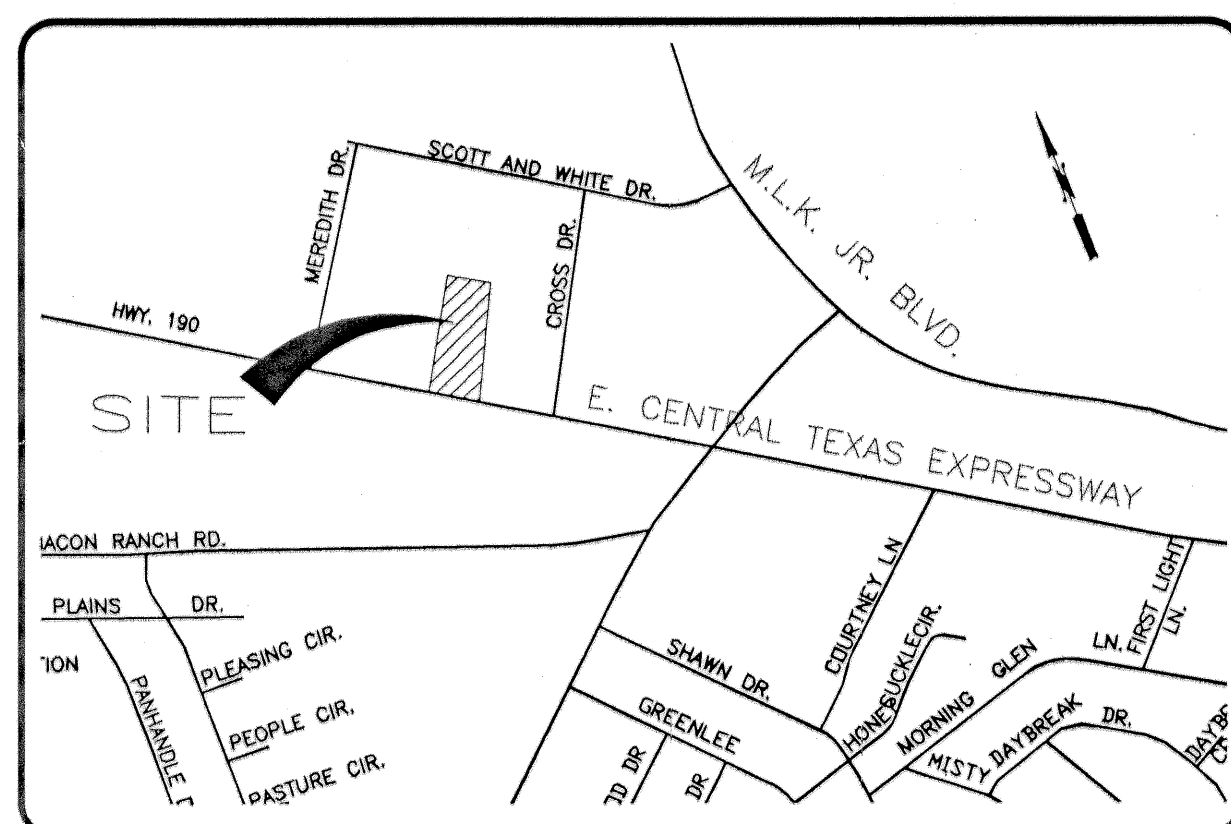 SCOTT AND WHITE DR.
MEREDITH DR.
CROSS DR.
M.L.K. JR. BLVD.
HWY. 190
SITE
E. CENTRAL TEXAS EXPRESSWAY
RANCH RD.
PLAINS DR.
PANHANDLE
PLEASING CIR.
PEOPLE CIR.
PASTURE CIR.
SHAWN DR.
GREENLEE
DR
DR
COURTNEY LN
HONEYSUCKLE CIR.
MORNING GLEN LN.
FIRST LIGHT LN.
MISTY DAYBREAK DR.